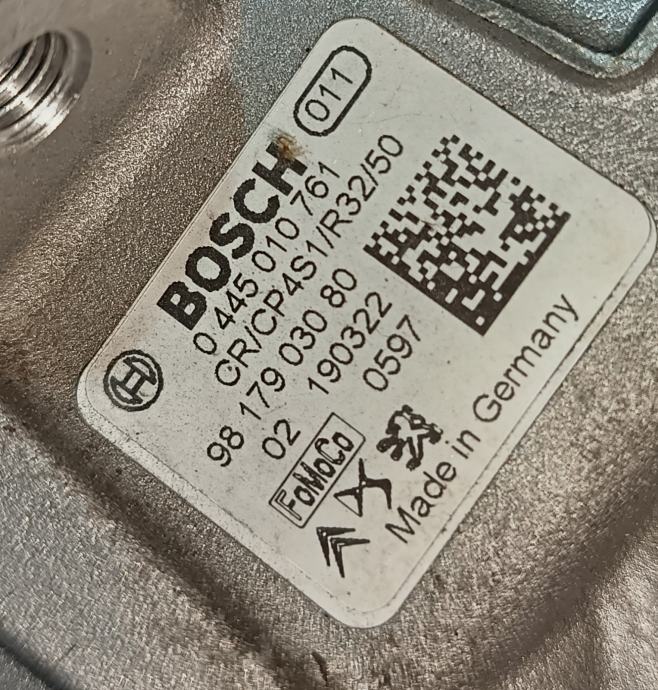 011
BOSCH
0 445 010 761
CR/CP4S1/R32/50
98 179 030 80
02 190322
0597
FoMoCo
Made in Germany